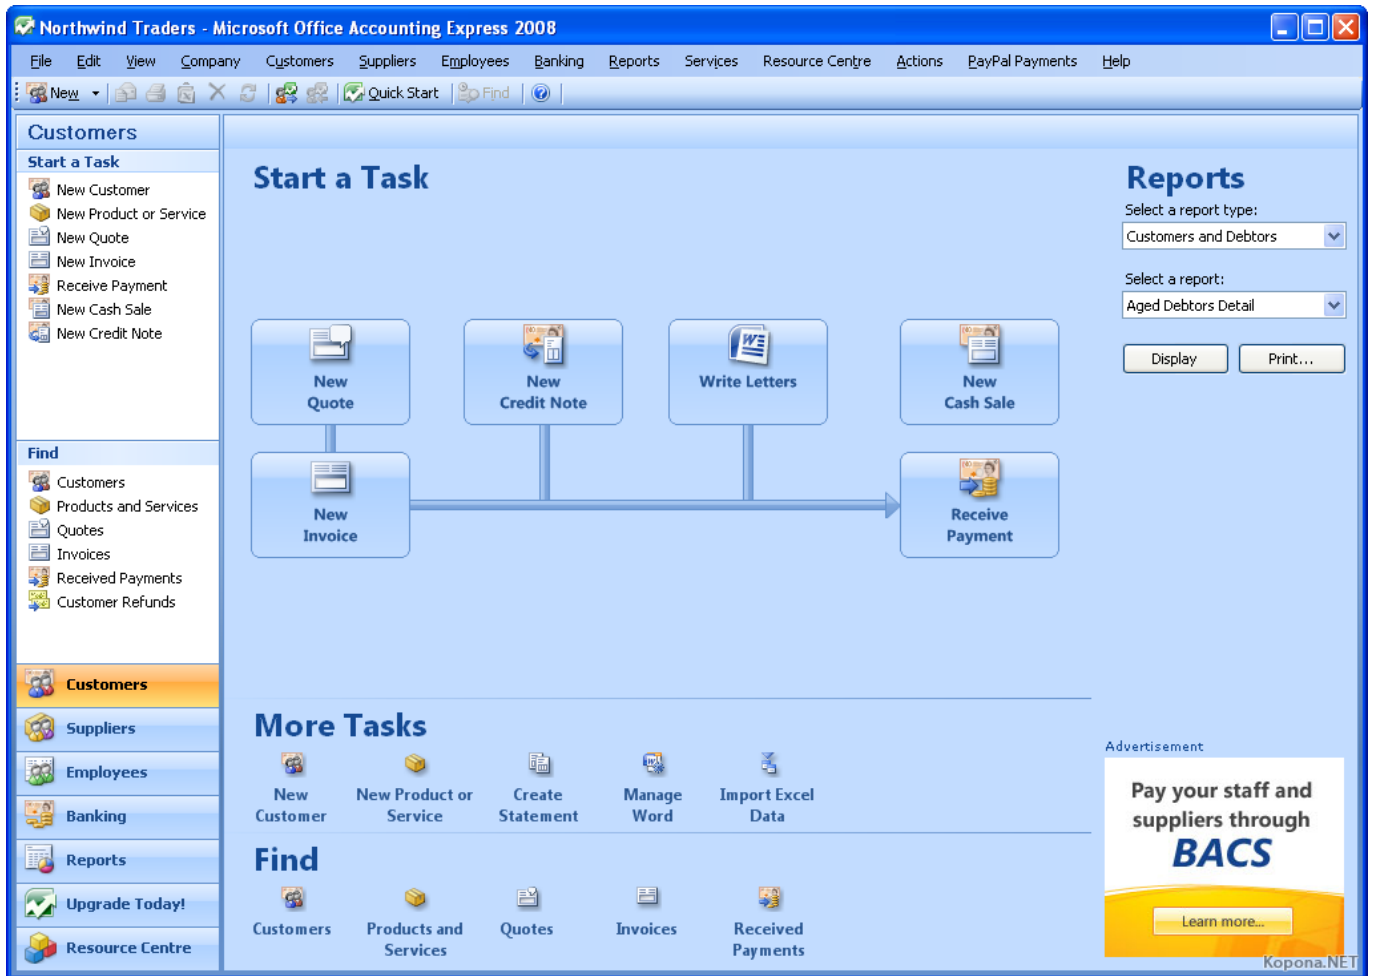 Northwind Traders - Microsoft Office Accounting Express 2008
File Edit View Company Customers Suppliers Employees Banking Reports Services Resource Centre Actions PayPal Payments Help
New Quick Start Find
Customers
Start a Task
New Customer
New Product or Service
New Quote
New Invoice
Receive Payment
New Cash Sale
New Credit Note
Find
Customers
Products and Services
Quotes
Invoices
Received Payments
Customer Refunds
Customers
Suppliers
Employees
Banking
Reports
Upgrade Today!
Resource Centre
Start a Task
New
Quote
New
Credit Note
Write Letters
New
Cash Sale
New
Invoice
Receive
Payment
More Tasks
New
Customer
New Product or
Service
Create
Statement
Manage
Word
Import Excel
Data
Find
Customers
Products and
Services
Quotes
Invoices
Received
Payments
Reports
Select a report type:
Customers and Debtors
Select a report:
Aged Debtors Detail
Display Print...
Advertisement
Pay your staff and
suppliers through
BACS
Learn more...
Kopona.NET